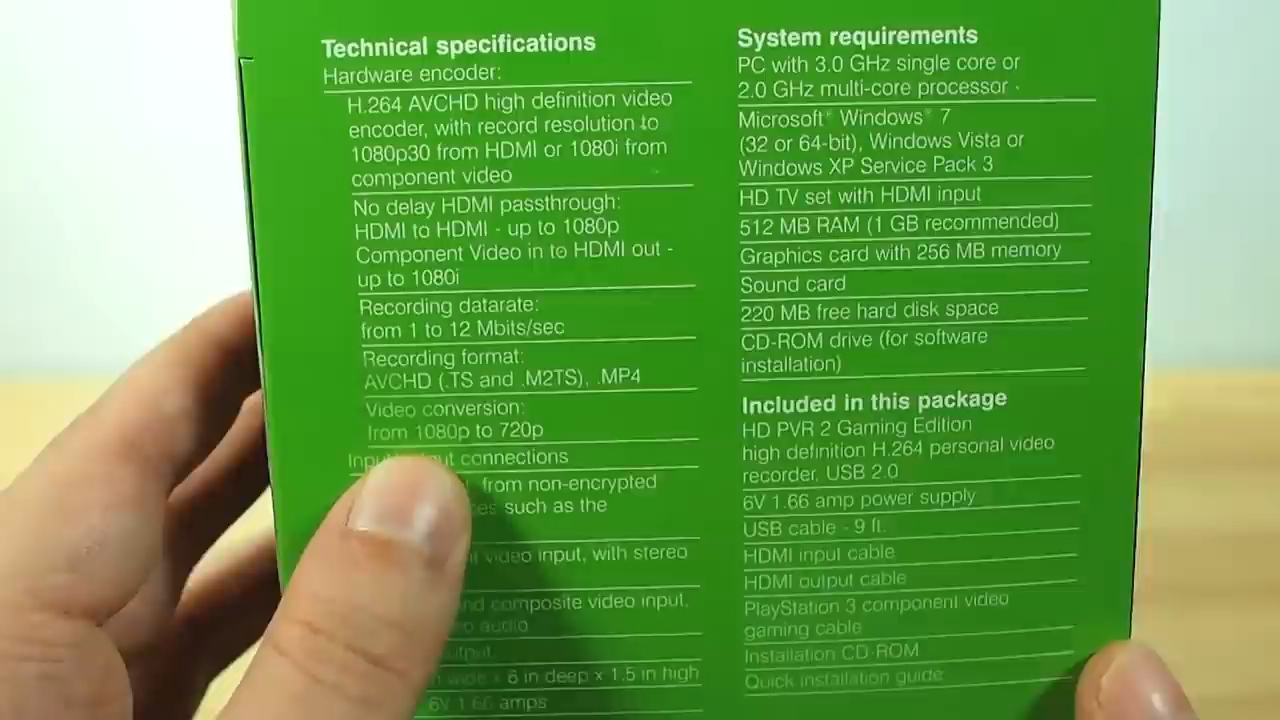 Technical specifications
Hardware encoder:
H.264 AVCHD high definition video
encoder, with record resolution to
1080p30 from HDMI or 1080i from
component video
No delay HDMI passthrough:
HDMI to HDMI - up to 1080p
Component Video in to HDMI out -
up to 1080i
Recording datarate:
from 1 to 12 Mbits/sec
Recording format:
AVCHD (.TS and .M2TS), .MP4
Video conversion:
from 1080p to 720p
connections
from non-encrypted
such as the
video input, with stereo
and composite video input,
audio
output
wide x 6 in deep x 1.5 in high
6V 1.66 amps
System requirements
PC with 3.0 GHz single core or
2.0 GHz multi-core processor
Microsoft® Windows® 7
(32 or 64-bit), Windows Vista or
Windows XP Service Pack 3
HD TV set with HDMI input
512 MB RAM (1 GB recommended)
Graphics card with 256 MB memory
Sound card
220 MB free hard disk space
CD-ROM drive (for software
installation)
Included in this package
HD PVR 2 Gaming Edition
high definition H.264 personal video
recorder, USB 2.0
6V 1.66 amp power supply
USB cable - 9 ft.
HDMI input cable
HDMI output cable
PlayStation 3 component video
gaming cable
Installation CD-ROM
Quick installation guide